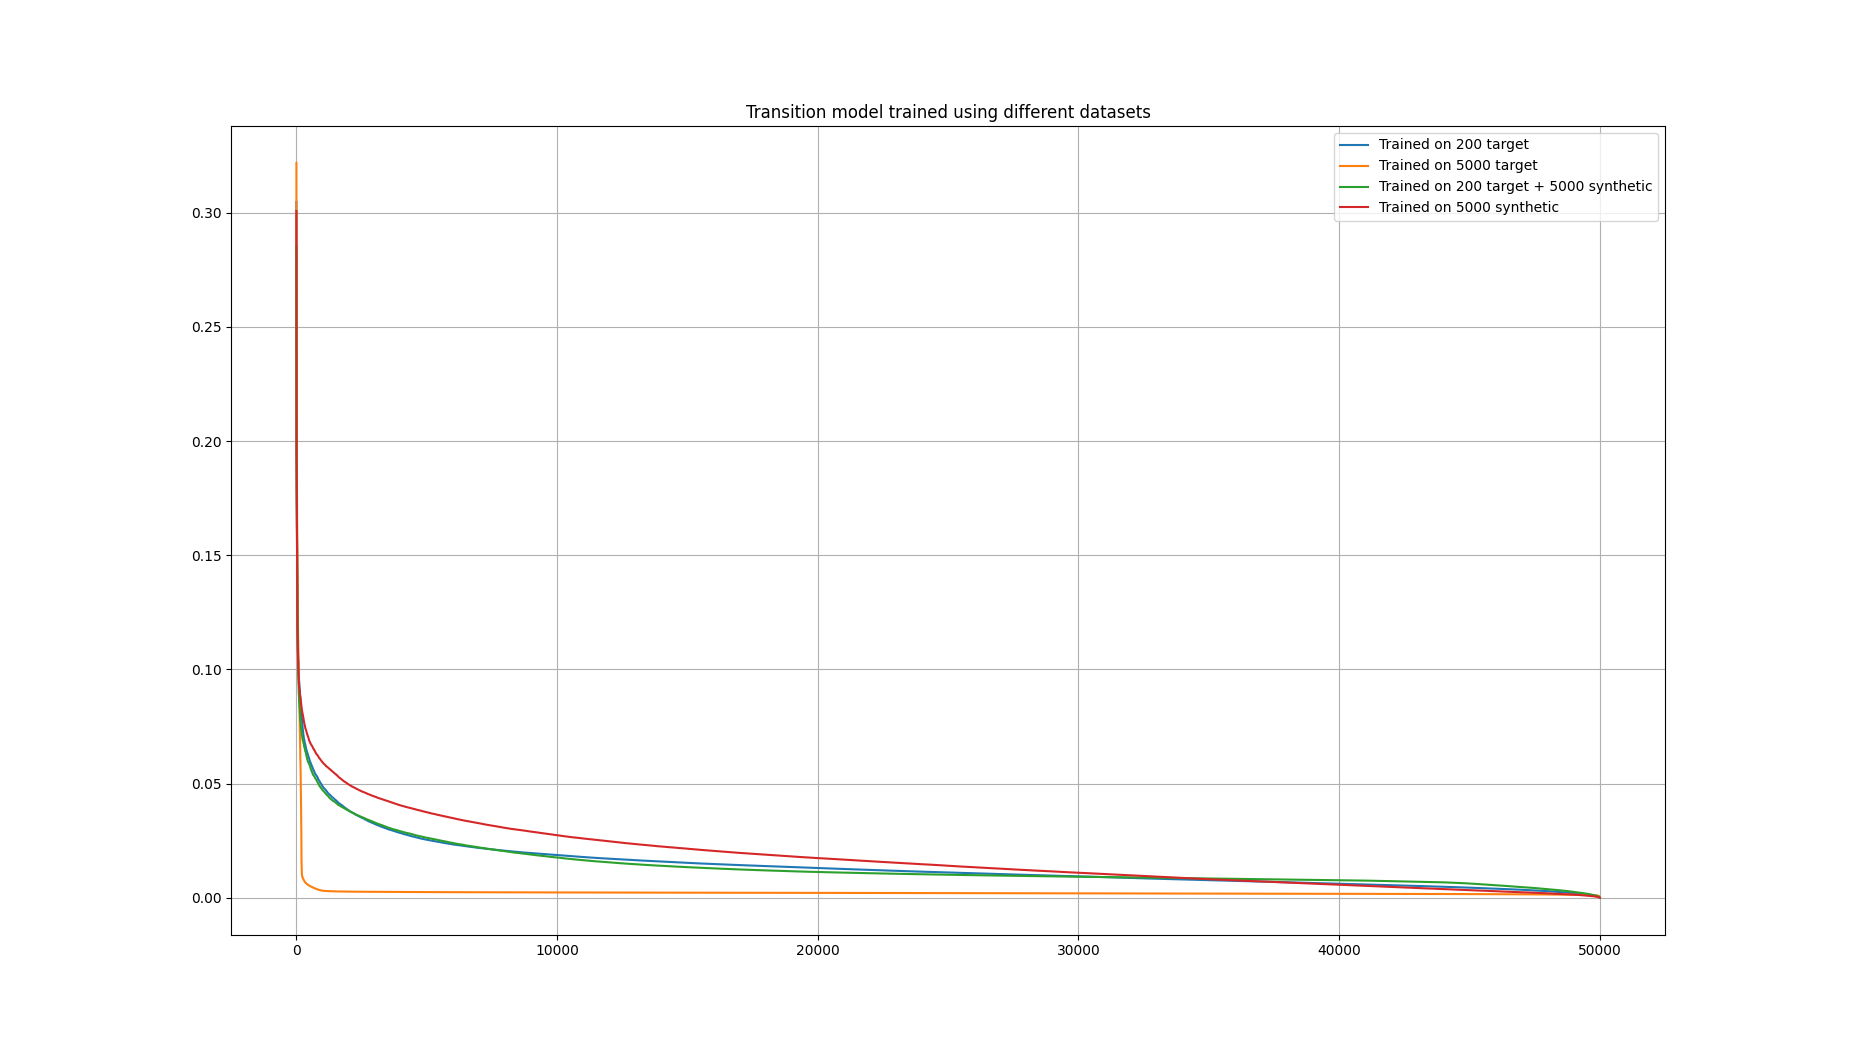 Transition model trained using different datasets
Trained on 200 target
Trained on 5000 target
Trained on 200 target + 5000 synthetic
Trained on 5000 synthetic
0.30
0.25
0.20
0.15
0.10
0.05
0.00
0 10000 20000 30000 40000 50000